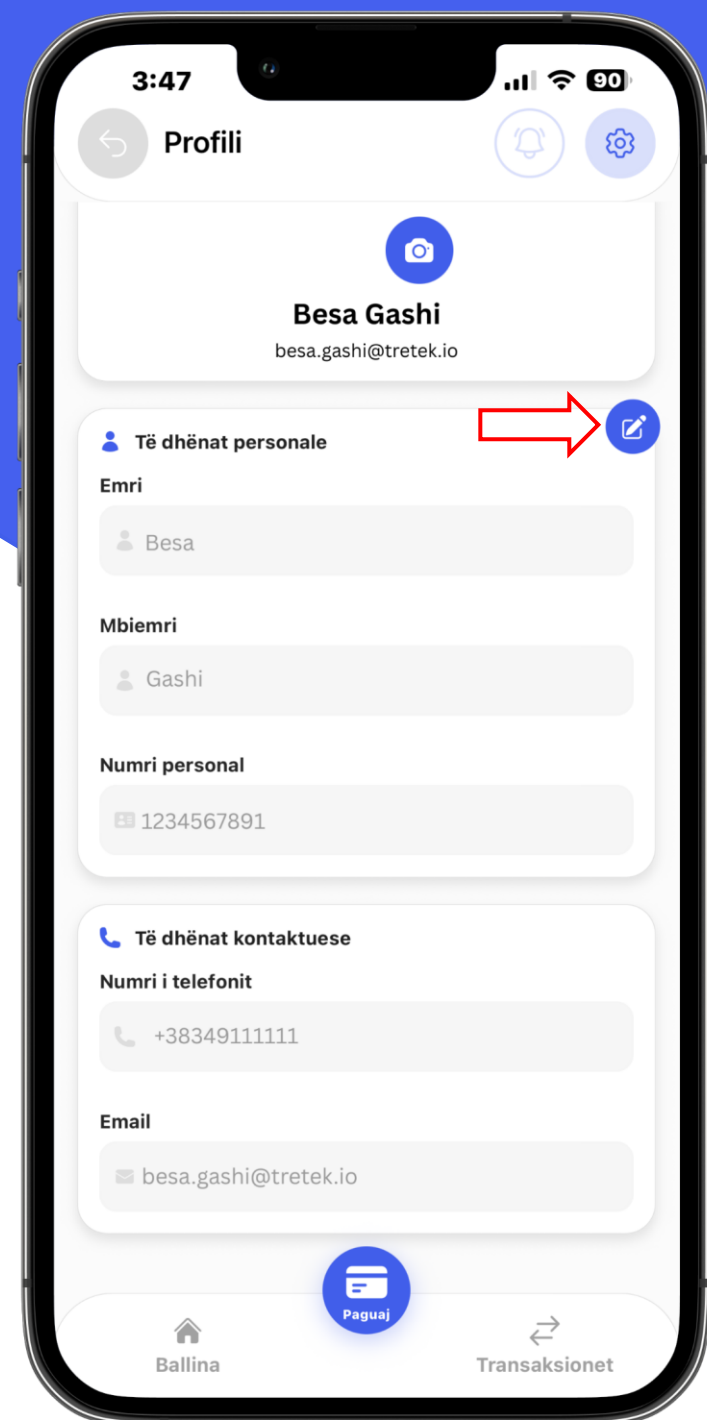 3:47
90
Profili
Besa Gashi
besa.gashi@tretek.io
Të dhënat personale
Emri
Besa
Mbiemri
Gashi
Numri personal
1234567891
Të dhënat kontaktuese
Numri i telefonit
+38349111111
Email
besa.gashi@tretek.io
Paguaj
Ballina
Transaksionet